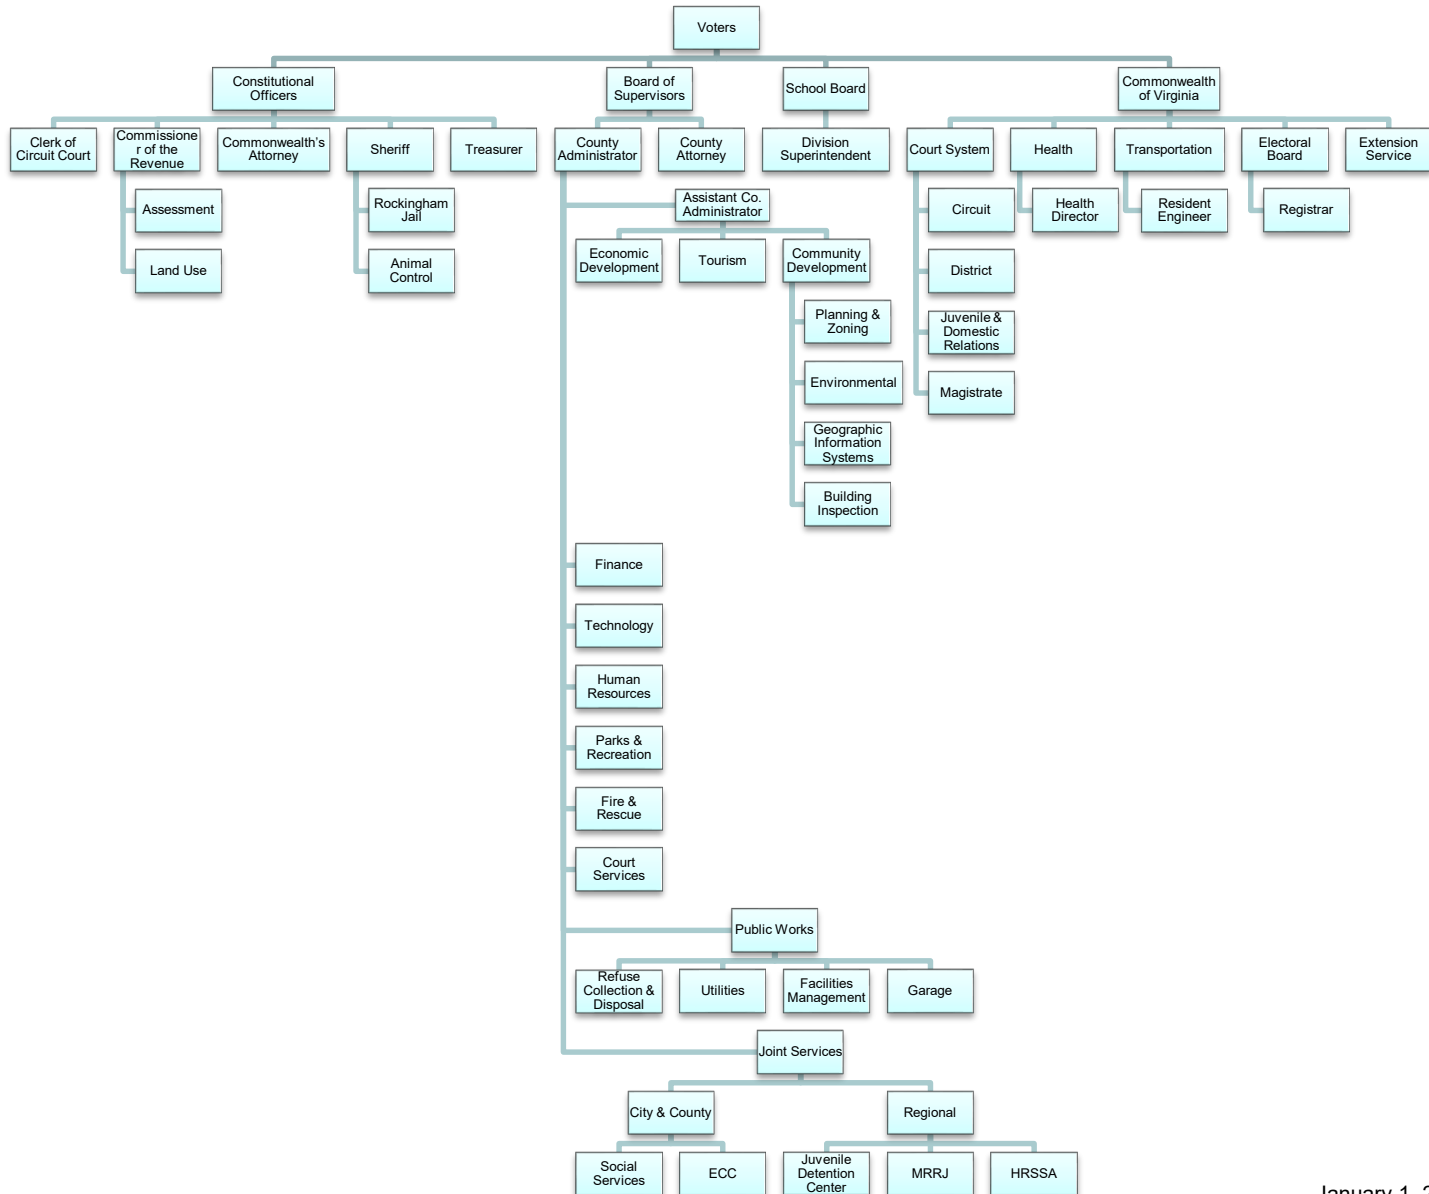 Voters
Constitutional
Officers
Board of
Supervisors
School Board
Commonwealth
of Virginia
Clerk of
Circuit Court
Commissione
r of the
Revenue
Commonwealth's
Attorney
Sheriff
Treasurer
County
Administrator
County
Attorney
Division
Superintendent
Court System
Health
Transportation
Electoral
Board
Extension
Service
Assessment
Rockingham
Jail
Assistant Co.
Administrator
Circuit
Health
Director
Resident
Engineer
Registrar
Land Use
Animal
Control
Economic
Development
Tourism
Community
Development
District
Planning &
Zoning
Juvenile &
Domestic
Relations
Environmental
Magistrate
Geographic
Information
Systems
Building
Inspection
Finance
Technology
Human
Resources
Parks &
Recreation
Fire &
Rescue
Court
Services
Public Works
Refuse
Collection &
Disposal
Utilities
Facilities
Management
Garage
Joint Services
City & County
Regional
Social
Services
ECC
Juvenile
Detention
Center
MRRJ
HRSSA
January 1, 2